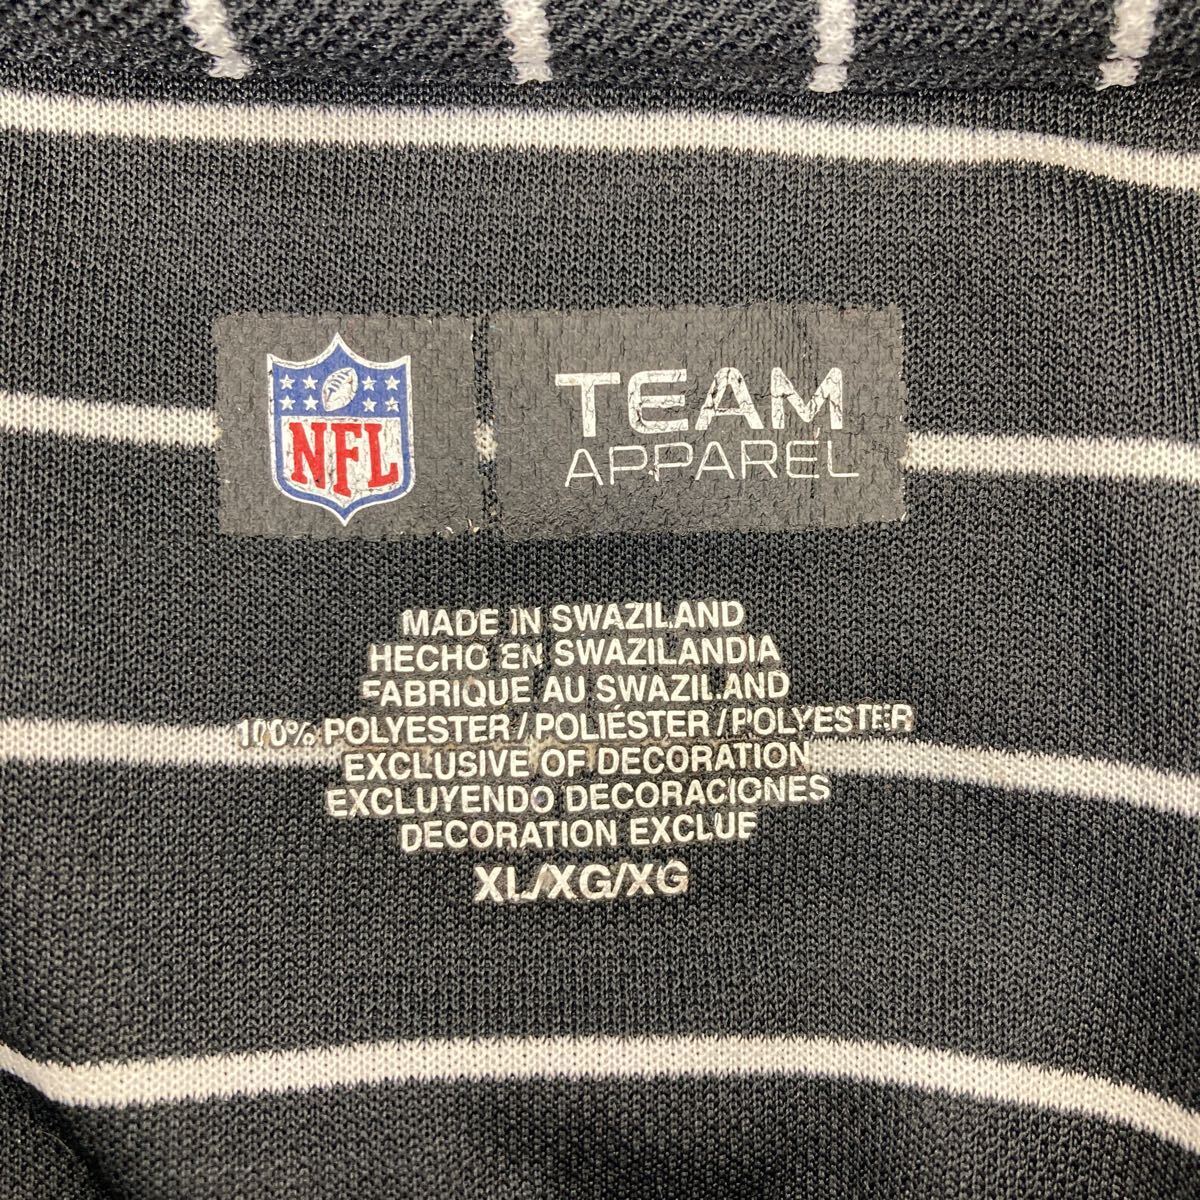 NFL
TEAM
APPAREL
MADE IN SWAZILAND
HECHO EN SWAZILANDIA
FABRIQUE AU SWAZILAND
100% POLYESTER / POLIÉSTER / POLYESTER
EXCLUSIVE OF DECORATION
EXCLUYENDO DECORACIONES
DECORATION EXCLUE
XL/XG/XG